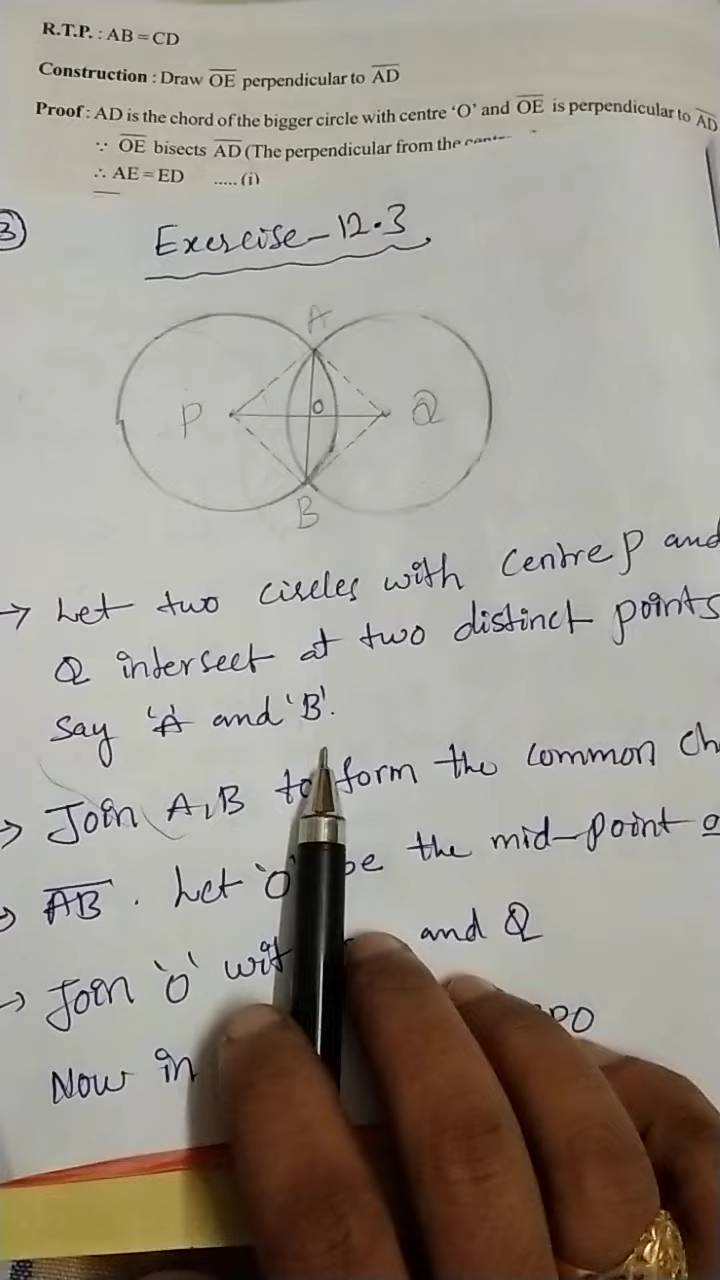 R.T.P. : AB = CD
Construction : Draw OE perpendicular to AD
Proof : AD is the chord of the bigger circle with centre 'O' and OE is perpendicular to AD
∵ OE bisects AD (The perpendicular from the
∴ AE = ED ..... (i)
3
Exercise-12.3
A
P O Q
B
→ Let two circles with centre P and
Q intersect at two distinct points
say 'A' and 'B'.
→ Join A, B to form the common
→ AB. Let 'O' be the mid-point
→ Join 'O' and Q
Now in